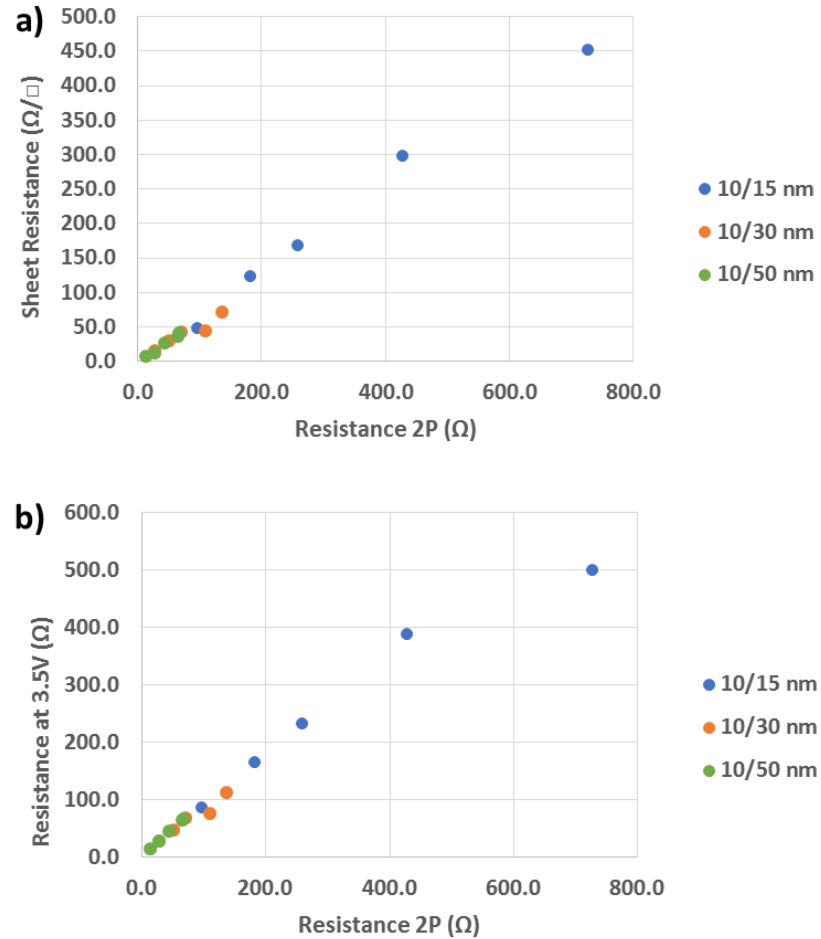 a)
500.0
450.0
400.0
350.0
300.0
250.0
200.0
150.0
100.0
50.0
0.0
Sheet Resistance (Ω/□)
0.0 200.0 400.0 600.0 800.0
Resistance 2P (Ω)
10/15 nm
10/30 nm
10/50 nm
b)
600.0
500.0
400.0
300.0
200.0
100.0
0.0
Resistance at 3.5V (Ω)
0.0 200.0 400.0 600.0 800.0
Resistance 2P (Ω)
10/15 nm
10/30 nm
10/50 nm